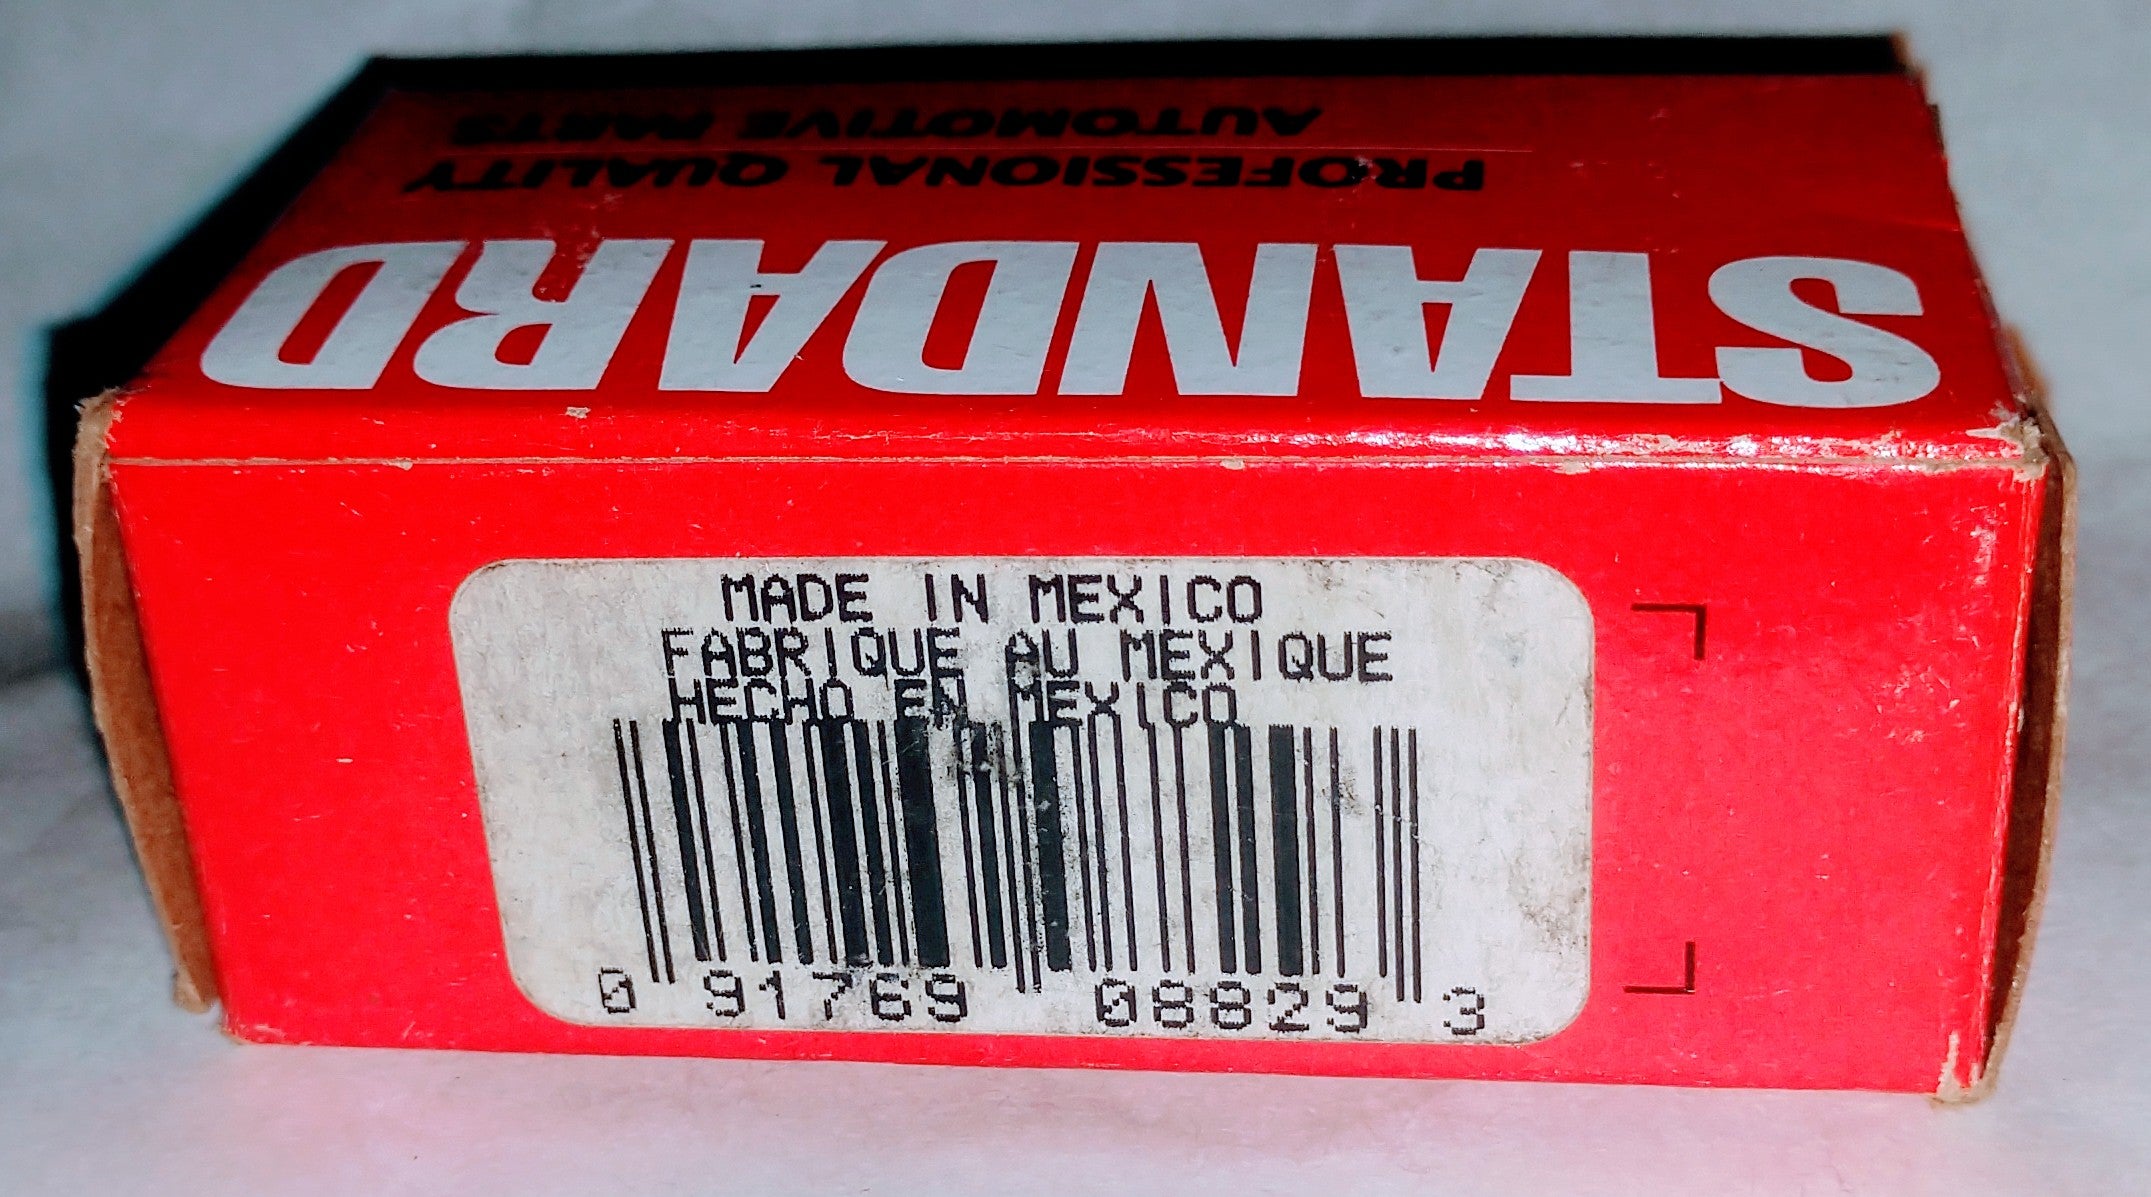 STANDARD
PROFESSIONAL QUALITY
AUTOMOTIVE PARTS
MADE IN MEXICO
FABRIQUE AU MEXIQUE
HECHO EN MEXICO
0 91769 08829 3